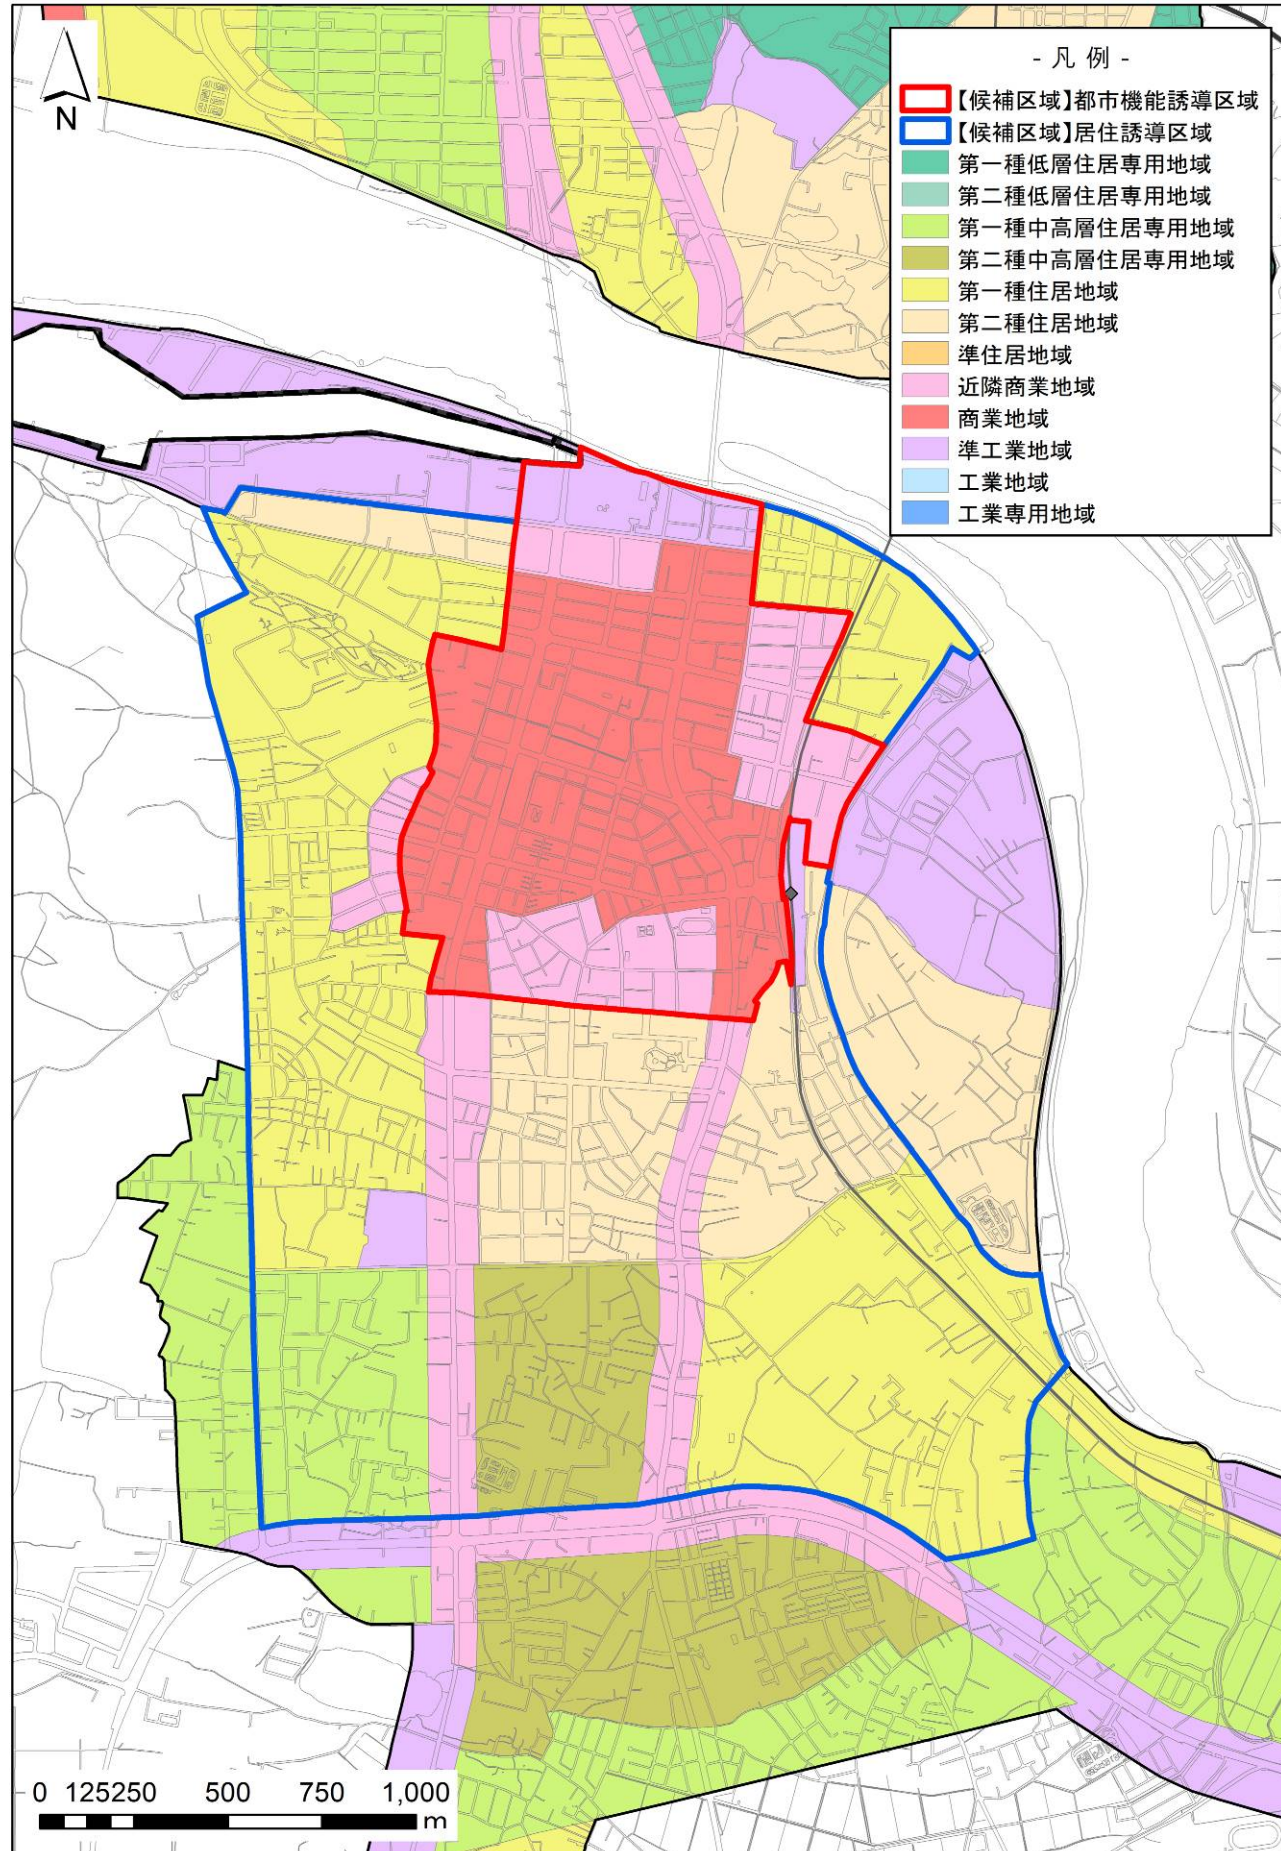 N
- 凡 例 -
【候補区域】都市機能誘導区域
【候補区域】居住誘導区域
第一種低層住居専用地域
第二種低層住居専用地域
第一種中高層住居専用地域
第二種中高層住居専用地域
第一種住居地域
第二種住居地域
準住居地域
近隣商業地域
商業地域
準工業地域
工業地域
工業専用地域
0 125250 500 750 1,000
m